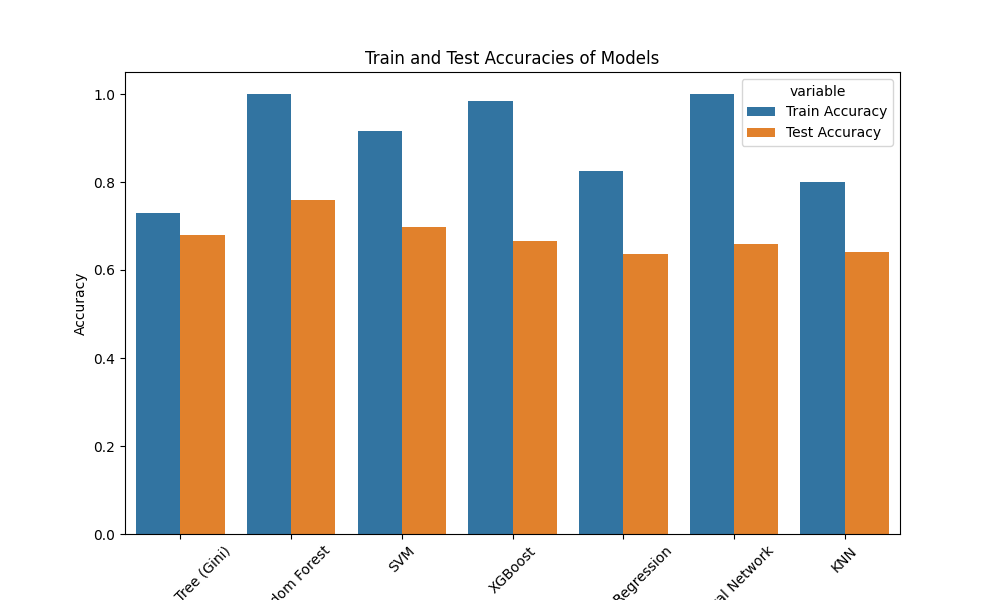 Train and Test Accuracies of Models
variable
Train Accuracy
Test Accuracy
Accuracy
1.0
0.8
0.6
0.4
0.2
0.0
Tree (Gini)
dom Forest
SVM
XGBoost
Regression
al Network
KNN